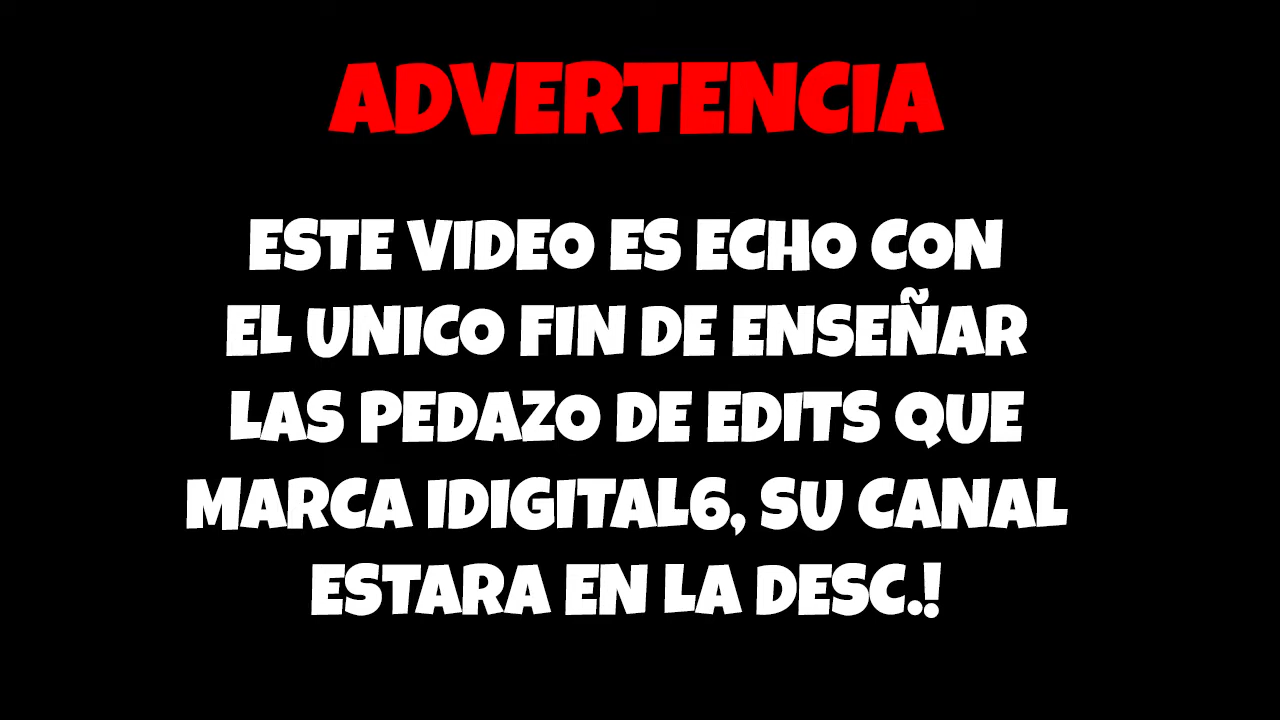 ADVERTENCIA
ESTE VIDEO ES ECHO CON
EL UNICO FIN DE ENSEÑAR
LAS PEDAZO DE EDITS QUE
MARCA IDIGITAL6, SU CANAL
ESTARA EN LA DESC.!